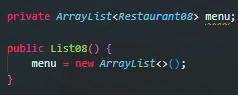 private ArrayList<Restaurant08> menu;
public List08() {
menu = new ArrayList<>();
}